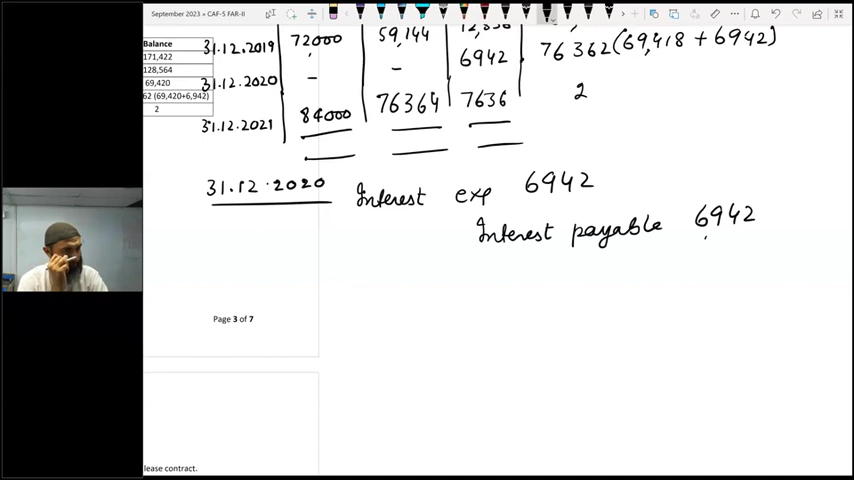 September 2023 » CAF-5 FAR-II
Balance
171,422
128,564
69,420
62 (69,420+6,942)
2
31.12.2019 72000 59,144 12,856
6942 76362(69,418 + 6942)
31.12.2020 - -
31.12.2021 84000 76364 7636 2
31.12.2020 Interest exp 6942
Interest payable 6942
Page 3 of 7
lease contract.